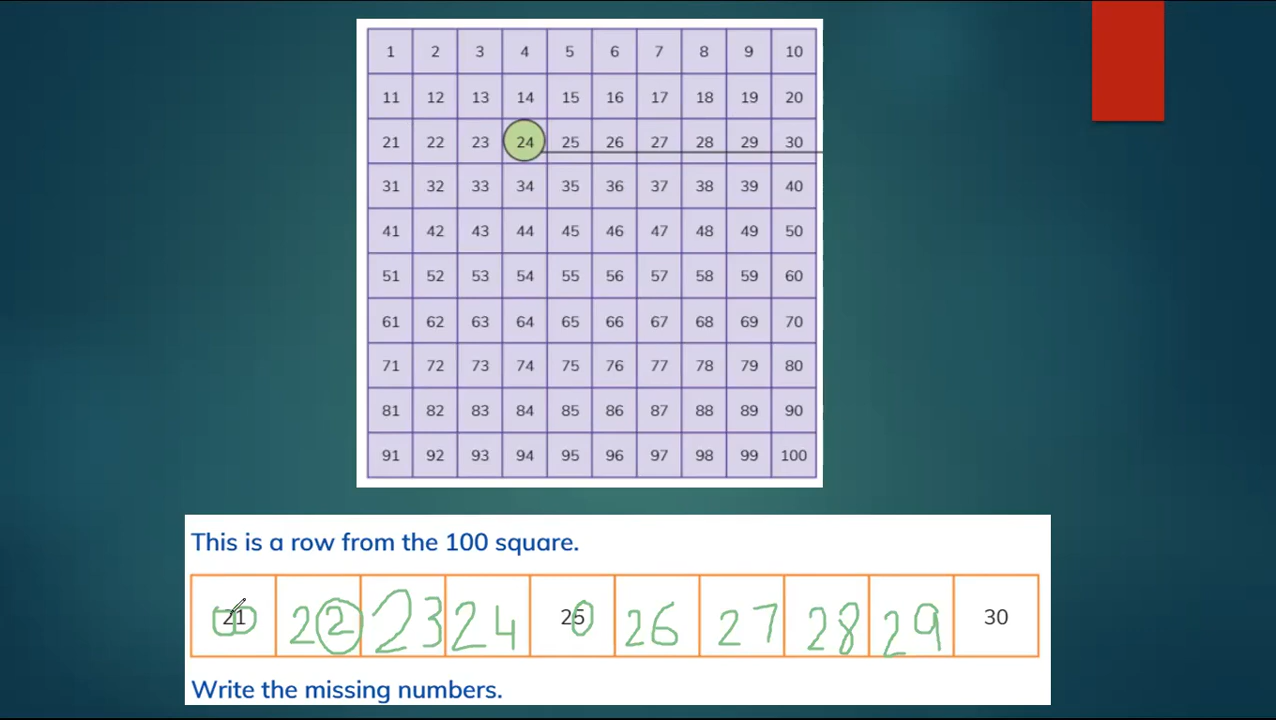 1 2 3 4 5 6 7 8 9 10
11 12 13 14 15 16 17 18 19 20
21 22 23 24 25 26 27 28 29 30
31 32 33 34 35 36 37 38 39 40
41 42 43 44 45 46 47 48 49 50
51 52 53 54 55 56 57 58 59 60
61 62 63 64 65 66 67 68 69 70
71 72 73 74 75 76 77 78 79 80
81 82 83 84 85 86 87 88 89 90
91 92 93 94 95 96 97 98 99 100
This is a row from the 100 square.
21 22 23 24 25 26 27 28 29 30
Write the missing numbers.